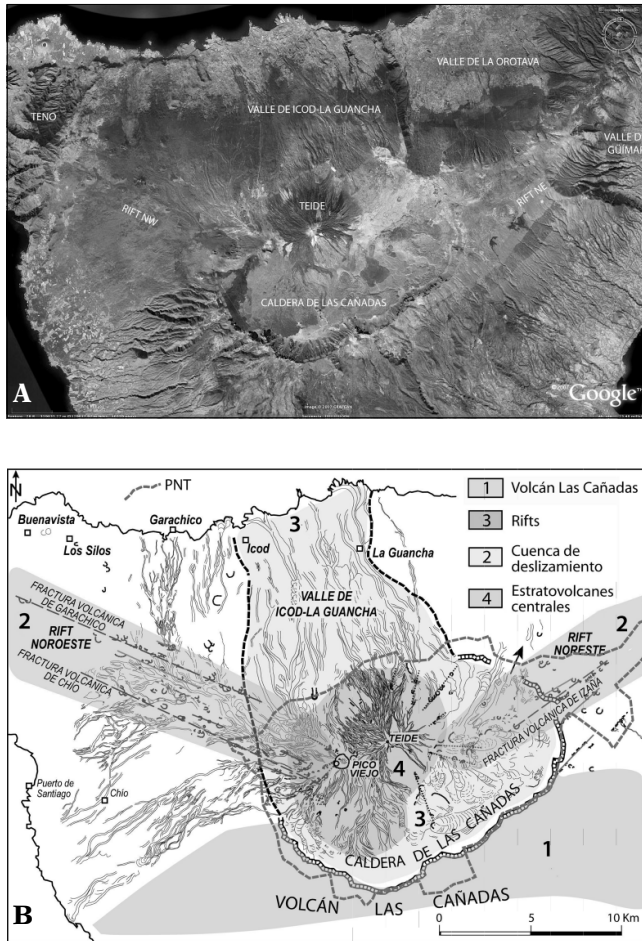 VALLE DE LA OROTAVA
TENO
VALLE DE ICOD-LA GUANCHA
VALLE DE
GÜÍMAR
RIFT NW
TEIDE
RIFT NE
CALDERA DE LAS CAÑADAS
A
Google
N
PNT
1 Volcán Las Cañadas
3 Rifts
2 Cuenca de
deslizamiento
4 Estratovolcanes
centrales
Buenavista
Los Silos
Garachico
3
Icod
La Guancha
VALLE DE
ICOD-LA GUANCHA
FRACTURA VOLCÁNICA
DE GARACHICO
2
RIFT
NOROESTE
FRACTURA VOLCÁNICA
DE CHÍO
RIFT
NORESTE
2
FRACTURA VOLCÁNICA DE IZAÑA
TEIDE
PICO
VIEJO
4
Puerto de
Santiago
Chío
3
CALDERA DE LAS CAÑADAS
1
VOLCÁN LAS CAÑADAS
B
0 5 10 Km